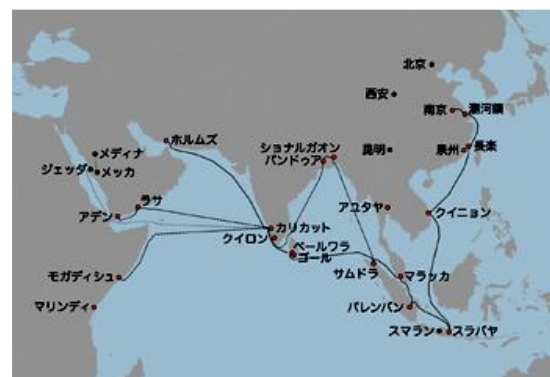 北京
西安
南京
瀏河鎮
ホルムズ
ショナルガオン
パンドゥア
昆明
泉州
長楽
メディナ
ジェッダ
メッカ
ラサ
アデン
カリカット
クイロン
アユタヤ
クイニョン
ベールワラ
ゴール
サムドラ
マラッカ
モガディシュ
マリンディ
パレンバン
スマラン
スラバヤ